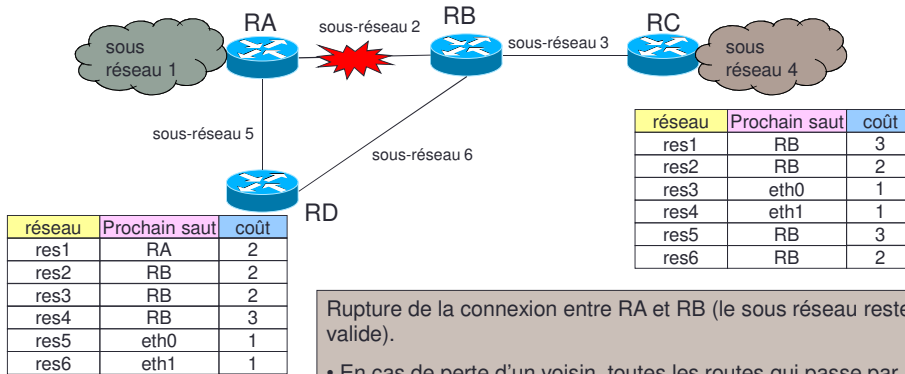 RA
sous-réseau 2
RB
RC
sous
réseau 1
sous-réseau 3
sous
réseau 4
sous-réseau 5
sous-réseau 6
RD
réseau Prochain saut coût
res1 RB 3
res2 RB 2
res3 eth0 1
res4 eth1 1
res5 RB 3
res6 RB 2
réseau Prochain saut coût
res1 RA 2
res2 RB 2
res3 RB 2
res4 RB 3
res5 eth0 1
res6 eth1 1
Rupture de la connexion entre RA et RB (le sous réseau reste
valide).
• En cas de perte d'un voisin, toutes les routes qui passe par